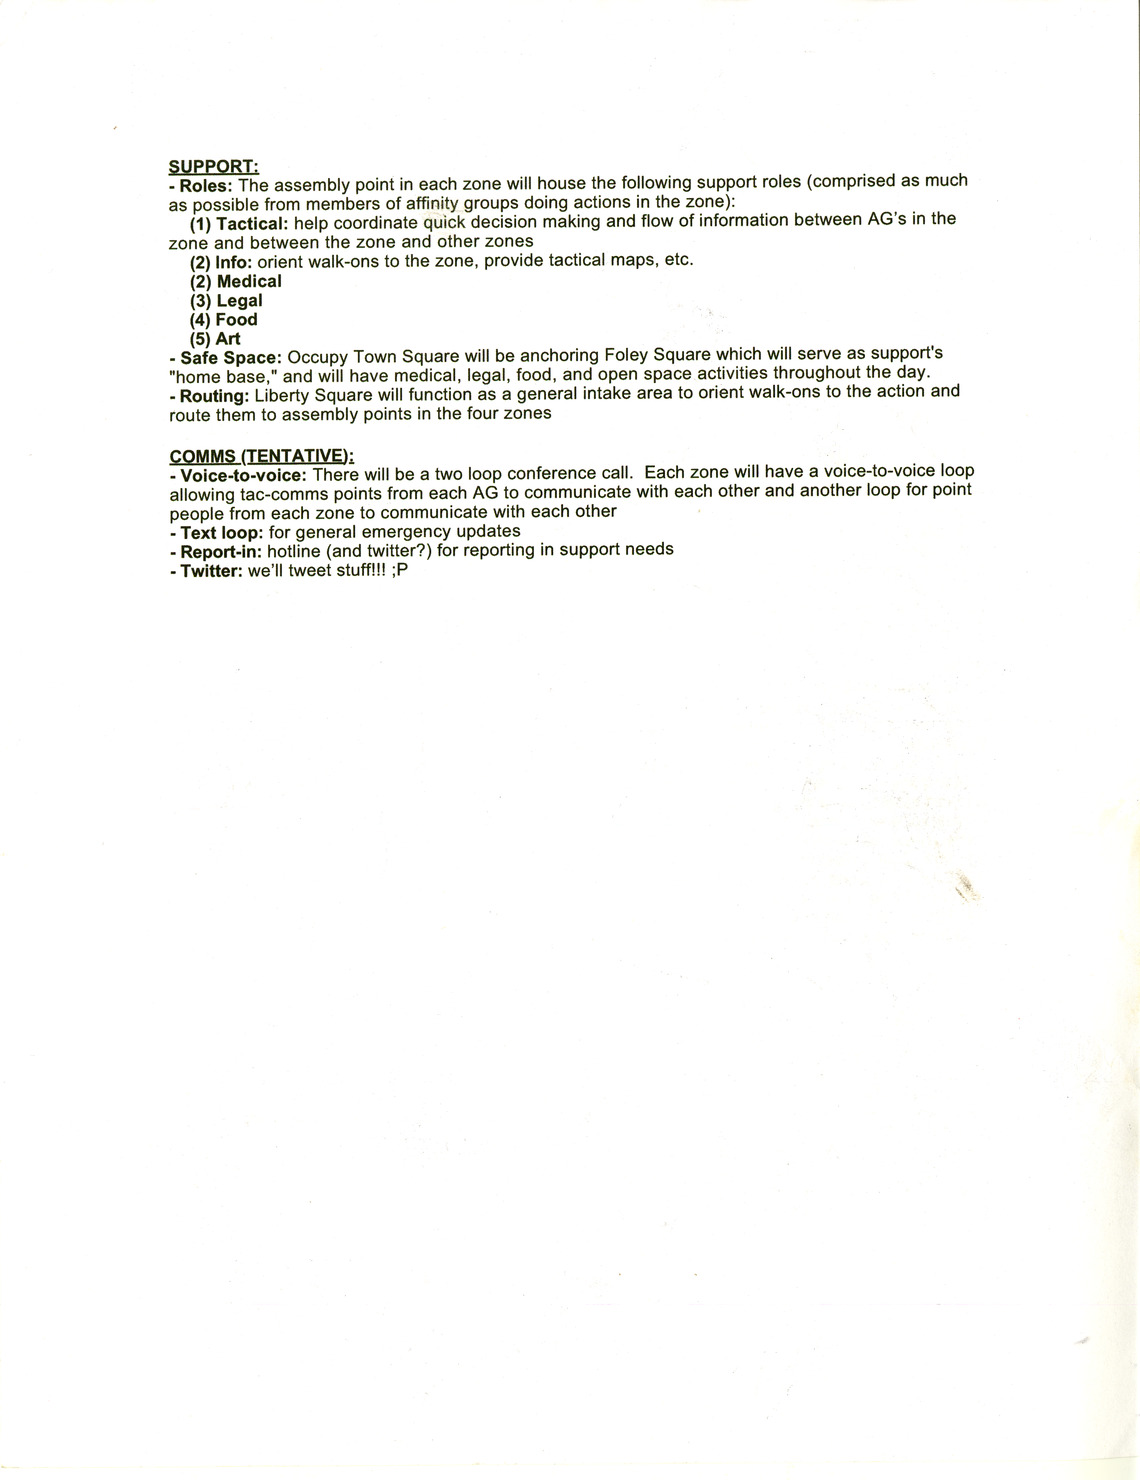 SUPPORT:
- Roles: The assembly point in each zone will house the following support roles (comprised as much
as possible from members of affinity groups doing actions in the zone):
(1) Tactical: help coordinate quick decision making and flow of information between AG's in the
zone and between the zone and other zones
(2) Info: orient walk-ons to the zone, provide tactical maps, etc.
(2) Medical
(3) Legal
(4) Food
(5) Art
- Safe Space: Occupy Town Square will be anchoring Foley Square which will serve as support's
"home base," and will have medical, legal, food, and open space activities throughout the day.
- Routing: Liberty Square will function as a general intake area to orient walk-ons to the action and
route them to assembly points in the four zones
COMMS (TENTATIVE):
- Voice-to-voice: There will be a two loop conference call.  Each zone will have a voice-to-voice loop
allowing tac-comms points from each AG to communicate with each other and another loop for point
people from each zone to communicate with each other
- Text loop: for general emergency updates
- Report-in: hotline (and twitter?) for reporting in support needs
- Twitter: we'll tweet stuff!!! ;P